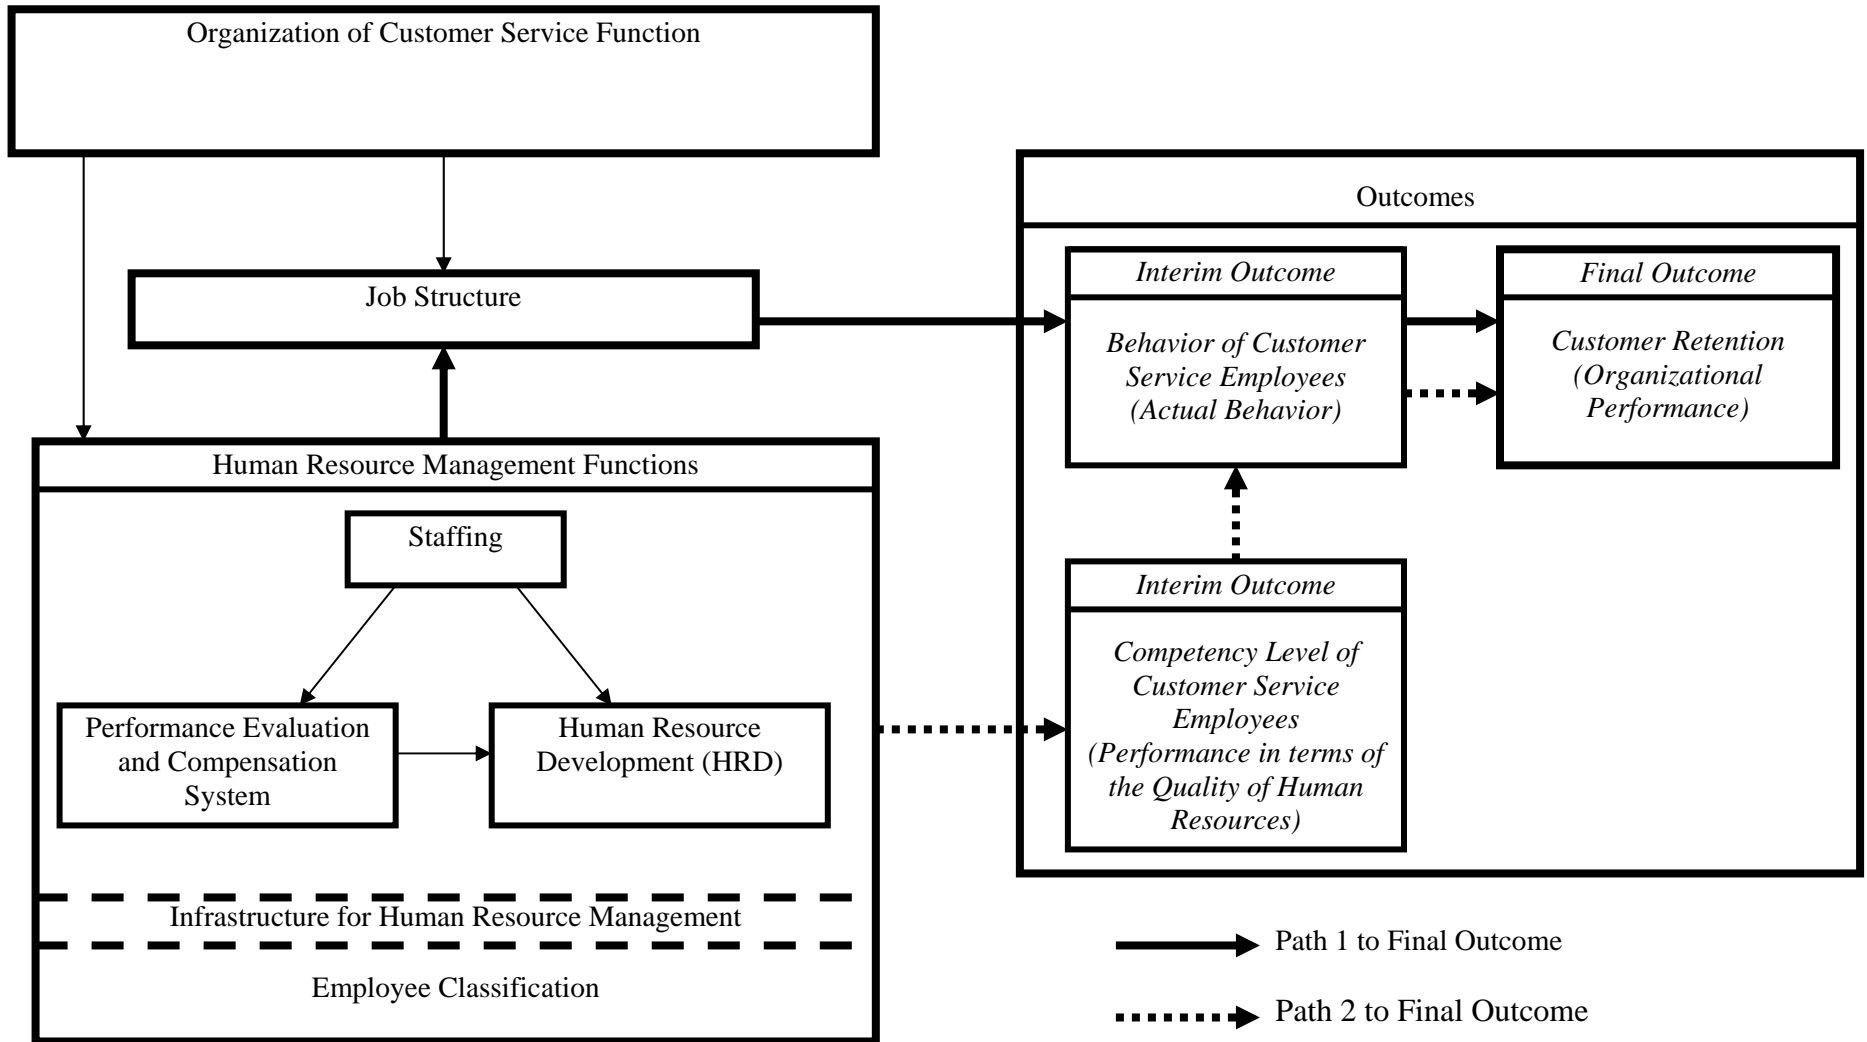 Organization of Customer Service Function
Job Structure
Human Resource Management Functions
Staffing
Performance Evaluation
and Compensation
System
Human Resource
Development (HRD)
Infrastructure for Human Resource Management
Employee Classification
Outcomes
Interim Outcome
Behavior of Customer
Service Employees
(Actual Behavior)
Final Outcome
Customer Retention
(Organizational
Performance)
Interim Outcome
Competency Level of
Customer Service
Employees
(Performance in terms of
the Quality of Human
Resources)
Path 1 to Final Outcome
Path 2 to Final Outcome